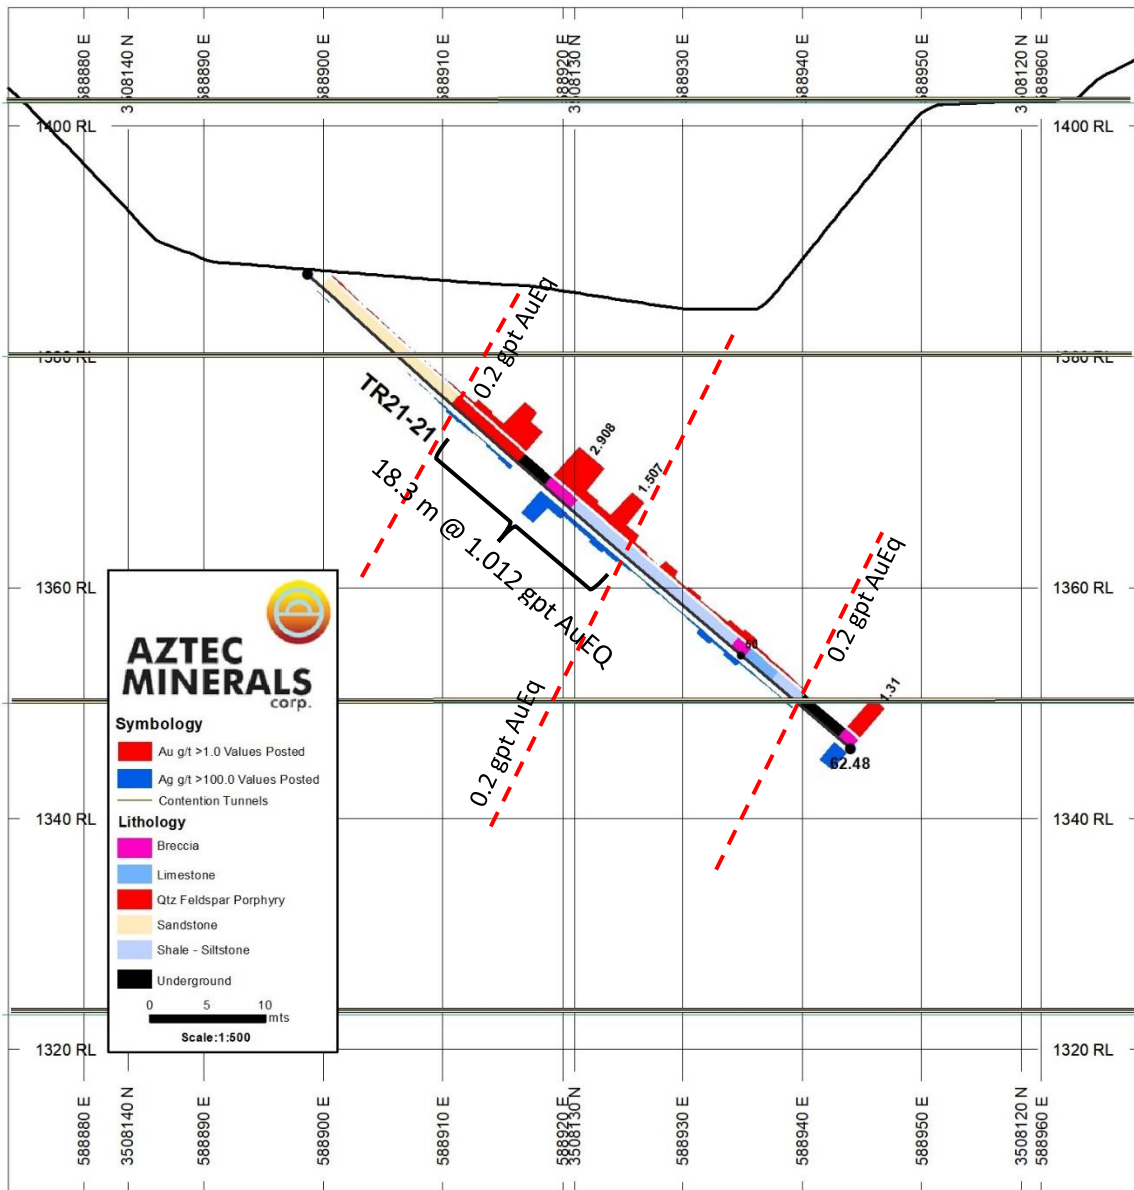 588880 E
3508140 N
588890 E
588900 E
588910 E
588920 E
3508130 N
588930 E
588940 E
588950 E
3508120 N
588960 E
1400 RL
1400 RL
1380 RL
1380 RL
0.2 gpt AuEq
TR21-21
2.908
1.507
18.3 m @ 1.012 gpt AuEQ
0.2 gpt AuEq
1360 RL
1360 RL
50
0.2 gpt AuEq
1.31
62.48
AZTEC
MINERALS
corp.
Symbology
Au g/t >1.0 Values Posted
Ag g/t >100.0 Values Posted
Contention Tunnels
Lithology
Breccia
Limestone
Qtz Feldspar Porphyry
Sandstone
Shale - Siltstone
Underground
0 5 10
mts
Scale:1:500
1340 RL
1340 RL
1320 RL
1320 RL
588880 E
3508140 N
588890 E
588900 E
588910 E
588920 E
3508130 N
588930 E
588940 E
588950 E
3508120 N
588960 E